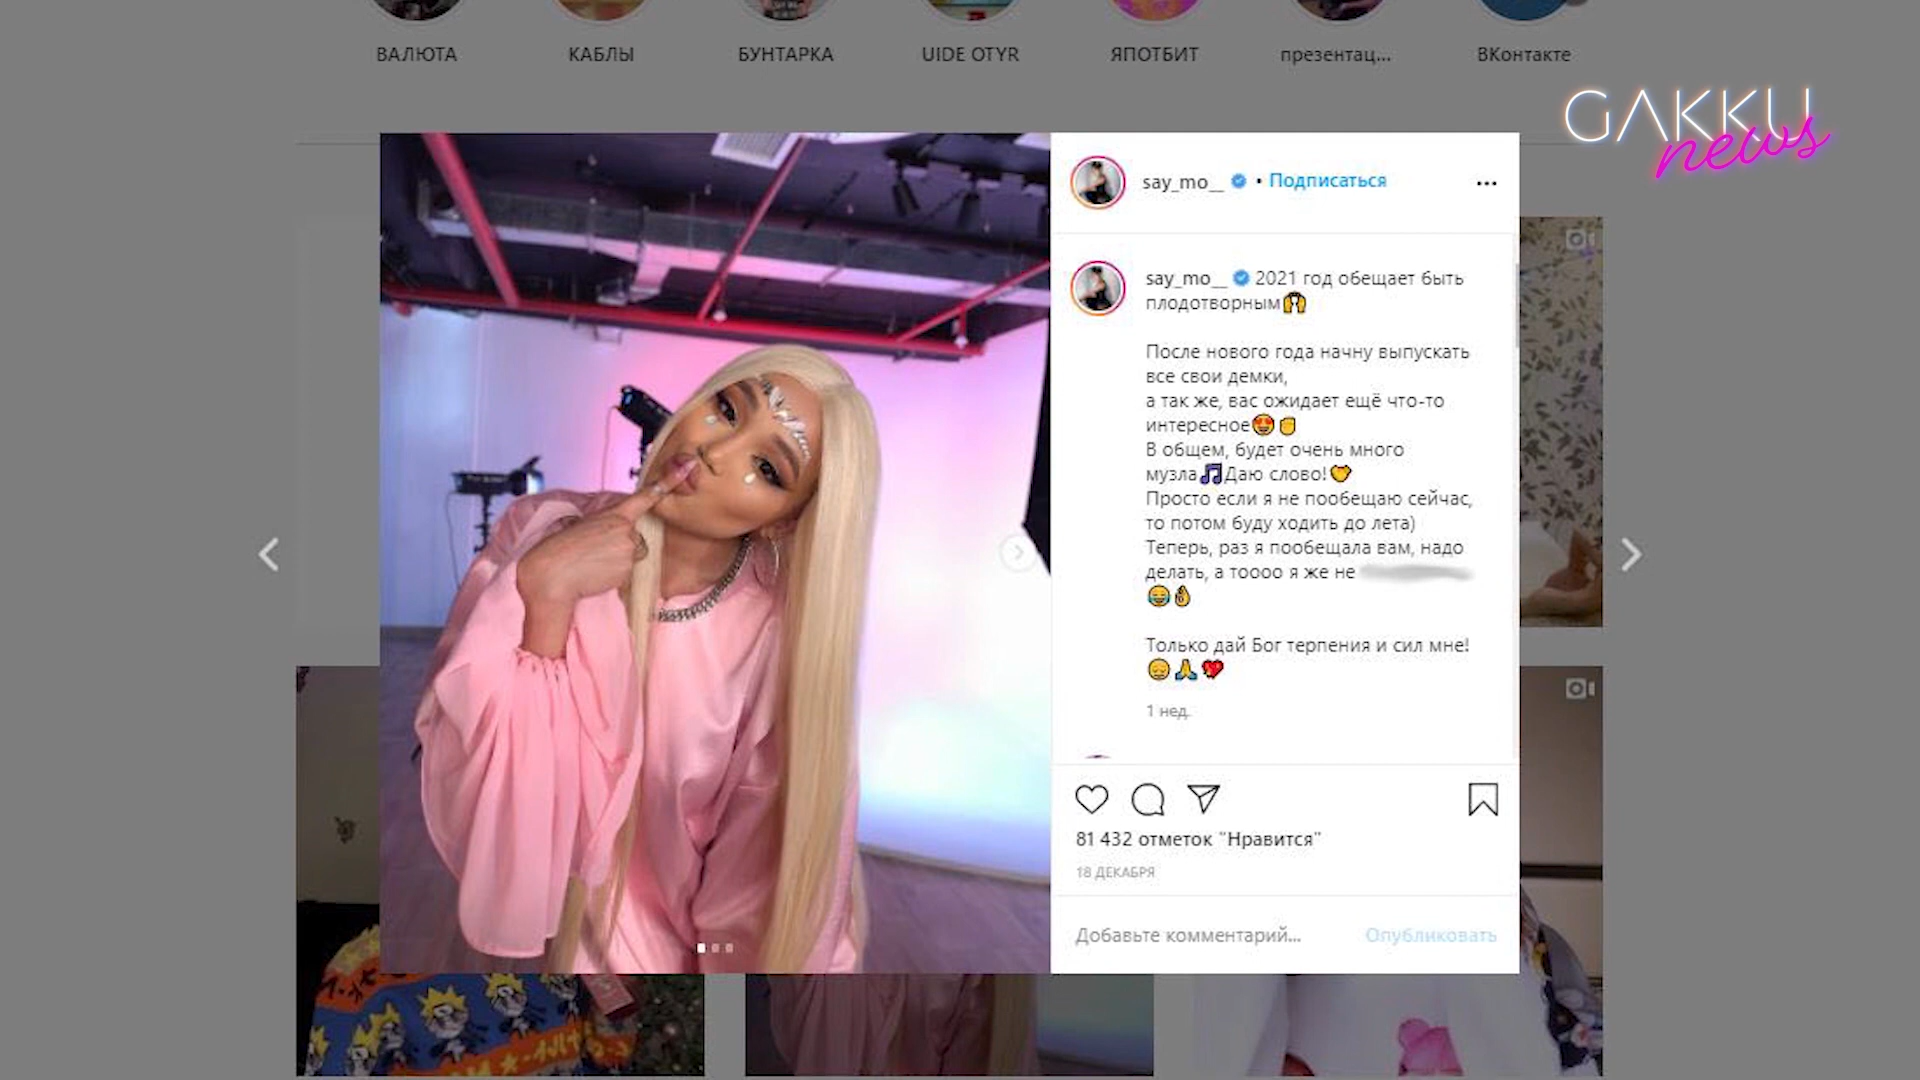 ВАЛЮТА
КАБЛЫ
БУНТАРКА
UIDE OTYR
ЯПОТБИТ
презентац...
ВКонтакте
GAKKU
news
say_mo__ • Подписаться
say_mo__ 2021 год обещает быть
плодотворным
После нового года начну выпускать
все свои демки,
а так же, вас ожидает ещё что-то
интересное
В общем, будет очень много
музла Даю слово!
Просто если я не пообещаю сейчас,
то потом буду ходить до лета)
Теперь, раз я пообещала вам, надо
делать, а тоооо я же не
Только дай Бог терпения и сил мне!
1 нед.
81 432 отметок "Нравится"
18 ДЕКАБРЯ
Добавьте комментарий...
Опубликовать